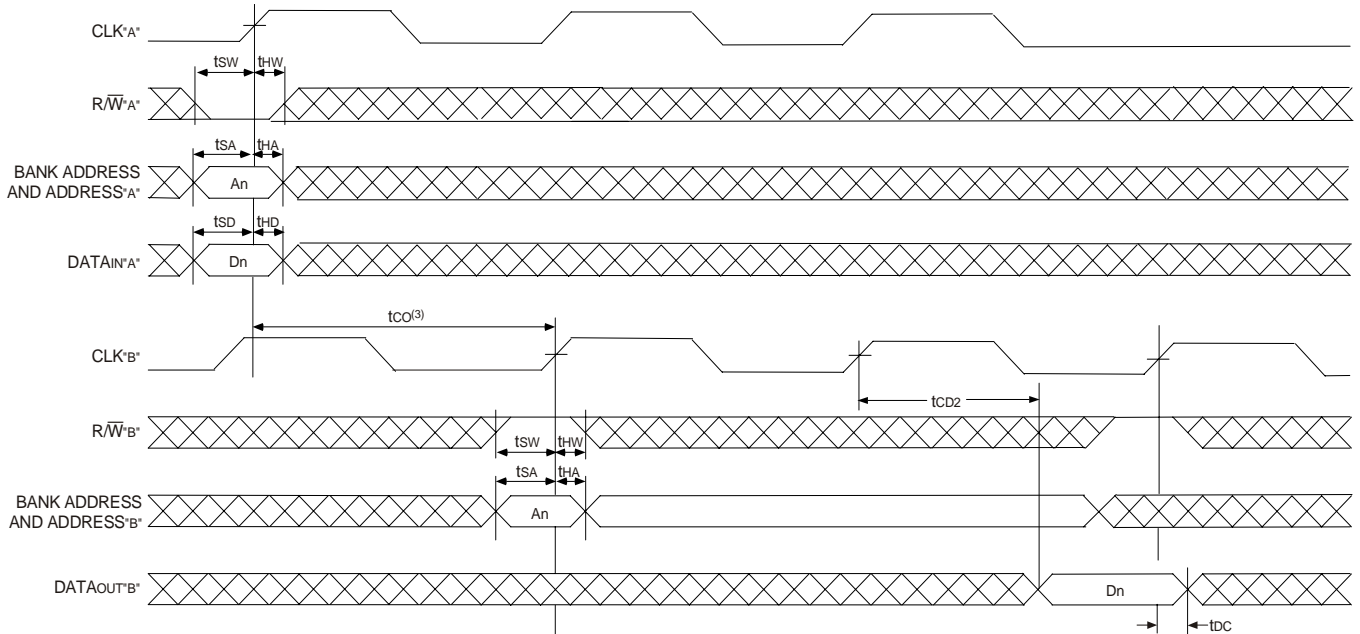 CLK"A"
tSW tHW
R/W̅"A"
tSA tHA
BANK ADDRESS
AND ADDRESS"A"
An
tSD tHD
DATAIN"A"
Dn
tCO(3)
CLK"B"
tCD2
R/W̅"B"
tSW tHW
tSA tHA
BANK ADDRESS
AND ADDRESS"B"
An
DATAOUT"B"
Dn
tDC